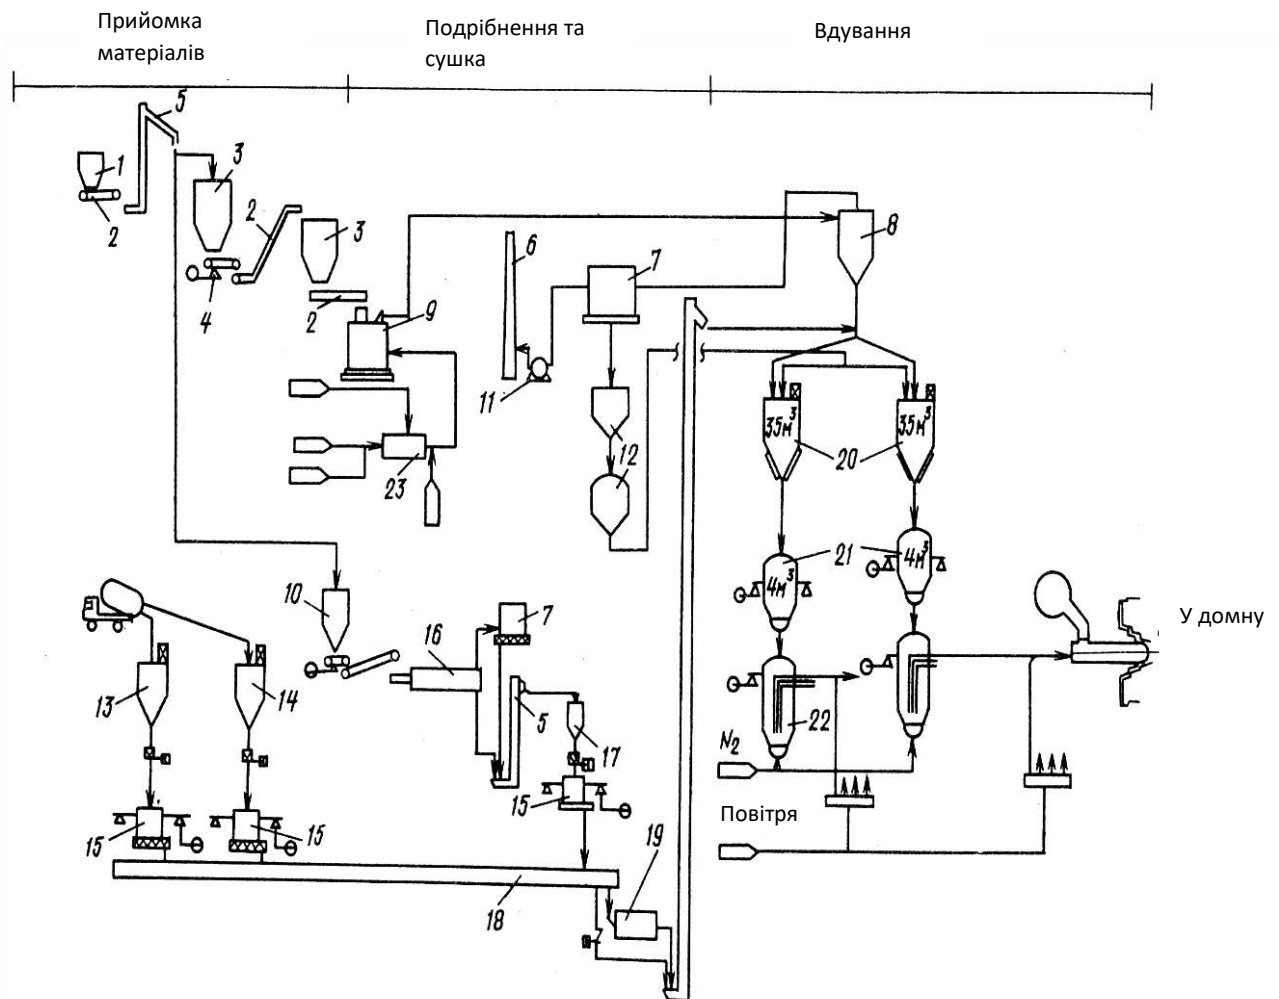 Прийомка
матеріалів
Подрібнення та
сушка
Вдування
5
1
3
2
2
3
4
2
6
7
8
9
11
12
35м³
35м³
20
23
12
21
4м³
4м³
10
7
У домну
16
13
14
5
17
22
N₂
15
15
15
Повітря
19
18